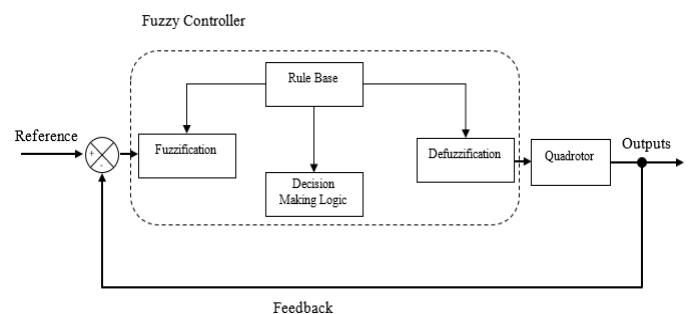 Fuzzy Controller
Rule Base
Reference
+
-
Fuzzification
Decision
Making Logic
Defuzzification
Quadrotor
Outputs
Feedback